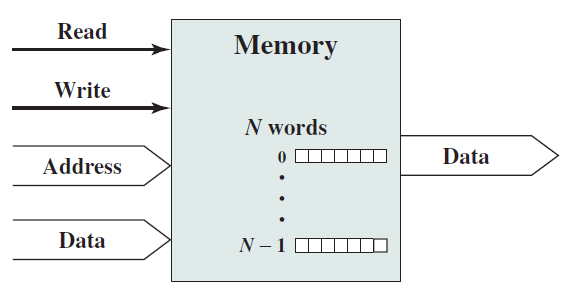 Read
Memory
Write
N words
0
Address
Data
Data
N – 1